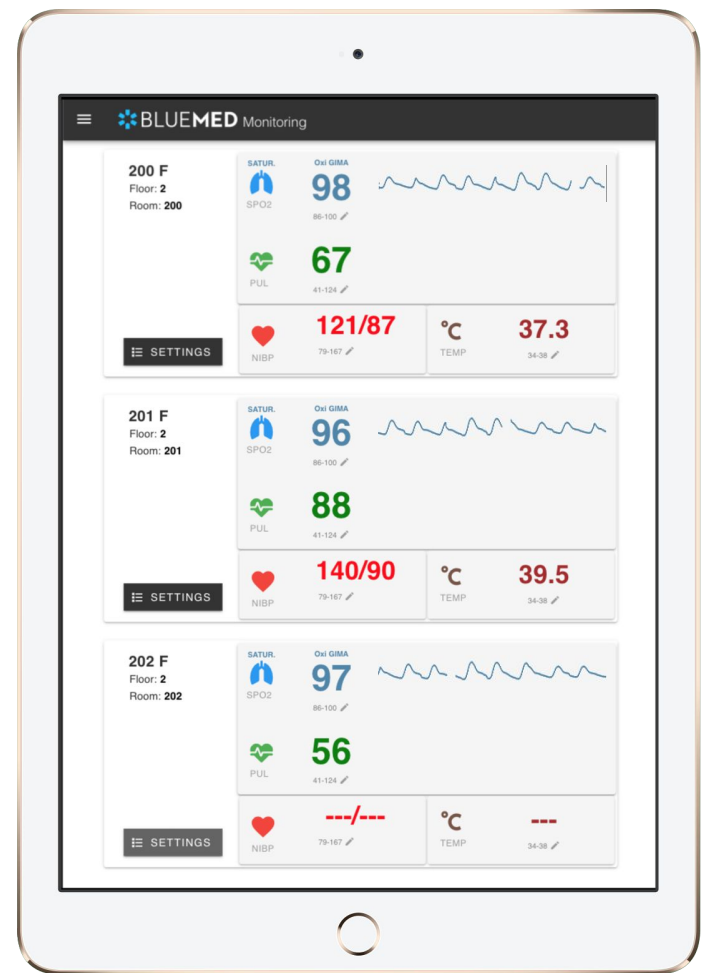 BLUEMED Monitoring
200 F
Floor: 2
Room: 200
SETTINGS
SATUR.
SPO2
Oxi GIMA
98
86-100
PUL
67
41-124
NIBP
121/87
79-167
°C
TEMP
37.3
34-38
201 F
Floor: 2
Room: 201
SETTINGS
SATUR.
SPO2
Oxi GIMA
96
86-100
PUL
88
41-124
NIBP
140/90
79-167
°C
TEMP
39.5
34-38
202 F
Floor: 2
Room: 202
SETTINGS
SATUR.
SPO2
Oxi GIMA
97
86-100
PUL
56
41-124
NIBP
---/---
79-167
°C
TEMP
---
34-38